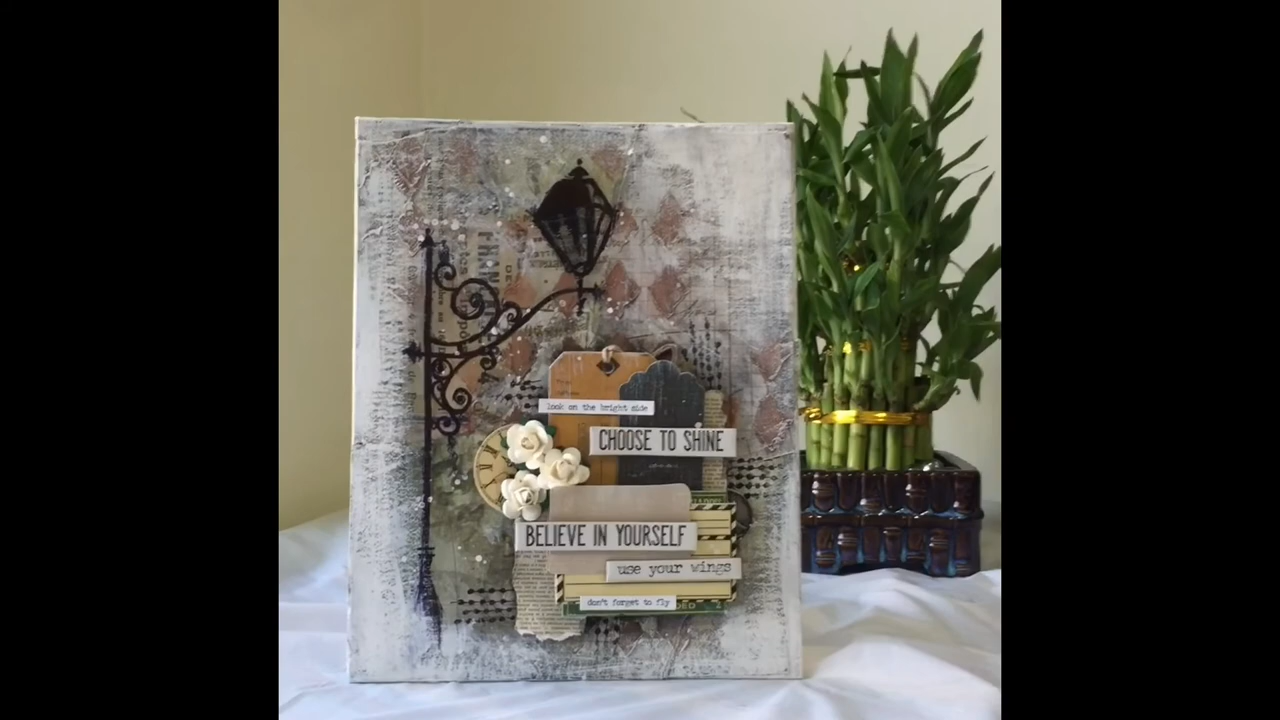 look on the bright side
CHOOSE TO SHINE
BELIEVE IN YOURSELF
use your wings
don't forget to fly